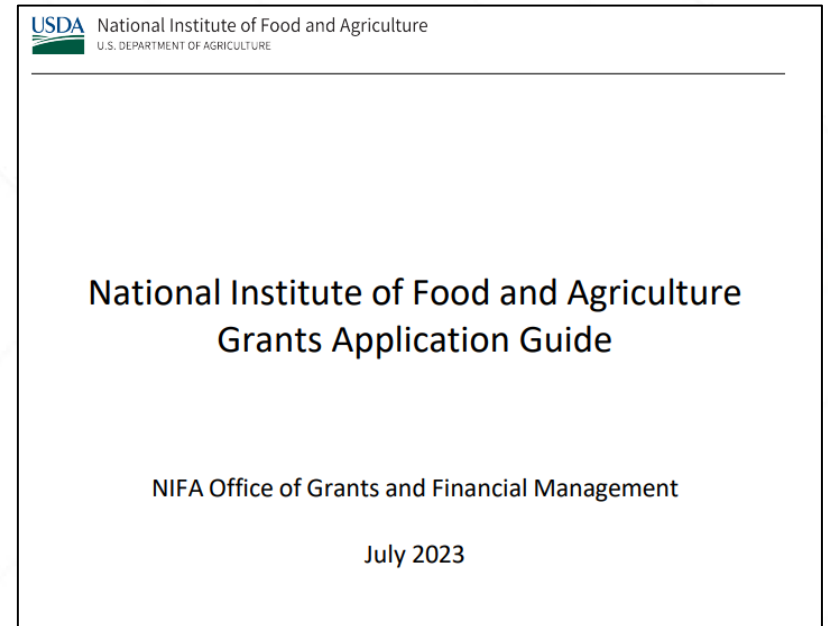 USDA National Institute of Food and Agriculture
U.S. DEPARTMENT OF AGRICULTURE
National Institute of Food and Agriculture
Grants Application Guide
NIFA Office of Grants and Financial Management
July 2023